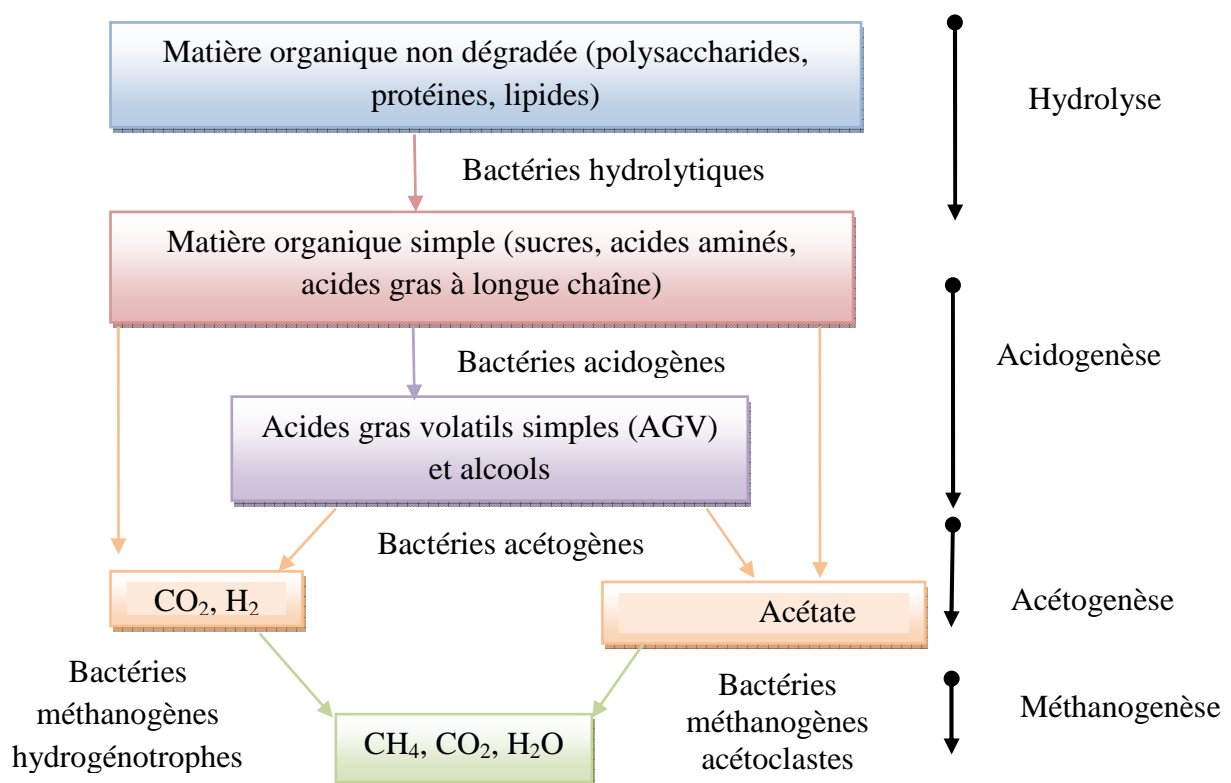 Matière organique non dégradée (polysaccharides,
protéines, lipides)
Hydrolyse
Bactéries hydrolytiques
Matière organique simple (sucres, acides aminés,
acides gras à longue chaîne)
Acidogenèse
Bactéries acidogènes
Acides gras volatils simples (AGV)
et alcools
Bactéries acétogènes
CO₂, H₂
Acétate
Acétogenèse
Bactéries
méthanogènes
hydrogénotrophes
CH₄, CO₂, H₂O
Bactéries
méthanogènes
acétoclastes
Méthanogenèse